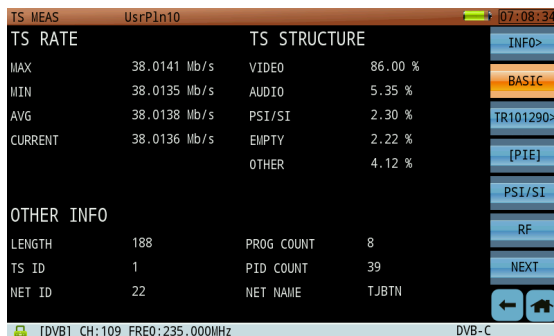 TS MEAS UsrPln10 07:08:34
TS RATE TS STRUCTURE
MAX 38.0141 Mb/s VIDEO 86.00 %
MIN 38.0135 Mb/s AUDIO 5.35 %
AVG 38.0138 Mb/s PSI/SI 2.30 %
CURRENT 38.0136 Mb/s EMPTY 2.22 %
OTHER 4.12 %
OTHER INFO
LENGTH 188 PROG COUNT 8
TS ID 1 PID COUNT 39
NET ID 22 NET NAME TJBTN
INFO>
BASIC
TR101290>
[PIE]
PSI/SI
RF
NEXT
[DVB] CH:109 FREQ:235.000MHz DVB-C